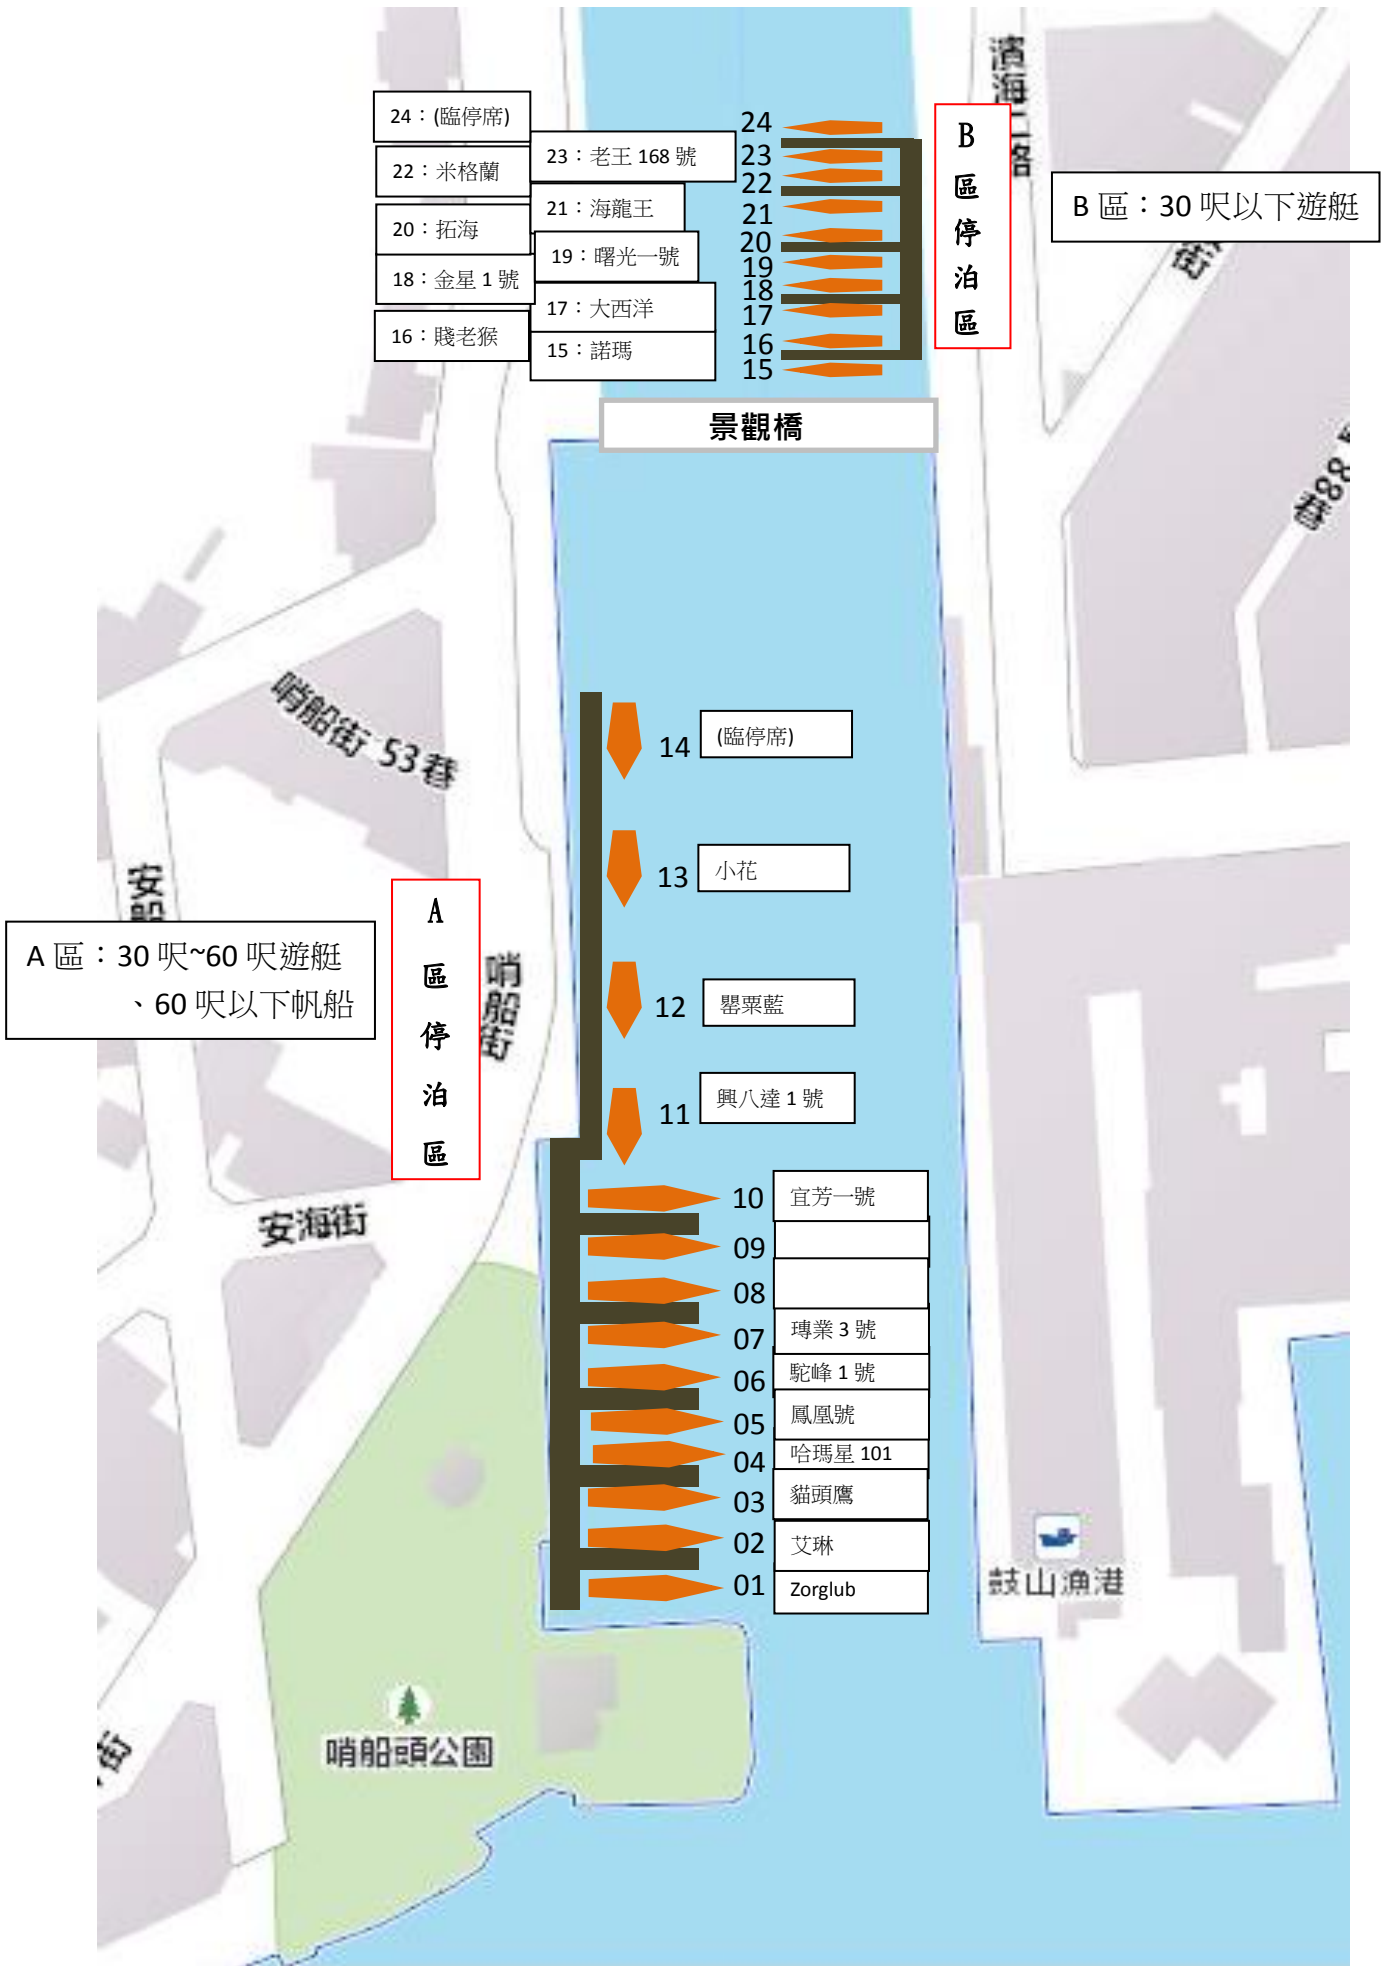 濱海二路
24：(臨停席)
23：老王 168 號
22：米格蘭
21：海龍王
20：拓海
19：曙光一號
18：金星 1 號
17：大西洋
16：賤老猴
15：諾瑪
24
23
22
21
20
19
18
17
16
15
B
區
停
泊
區
B 區：30 呎以下遊艇
街
景觀橋
88
巷
哨船街 53巷
14
(臨停席)
13
小花
12
罌粟藍
11
興八達 1 號
安船
A 區：30 呎~60 呎遊艇
、60 呎以下帆船
A
區
停
泊
區
哨船街
安海街
10
宜芳一號
09
08
07
瑼業 3 號
06
駝峰 1 號
05
鳳凰號
04
哈瑪星 101
03
貓頭鷹
02
艾琳
01
Zorglub
鼓山漁港
哨船頭公園
街